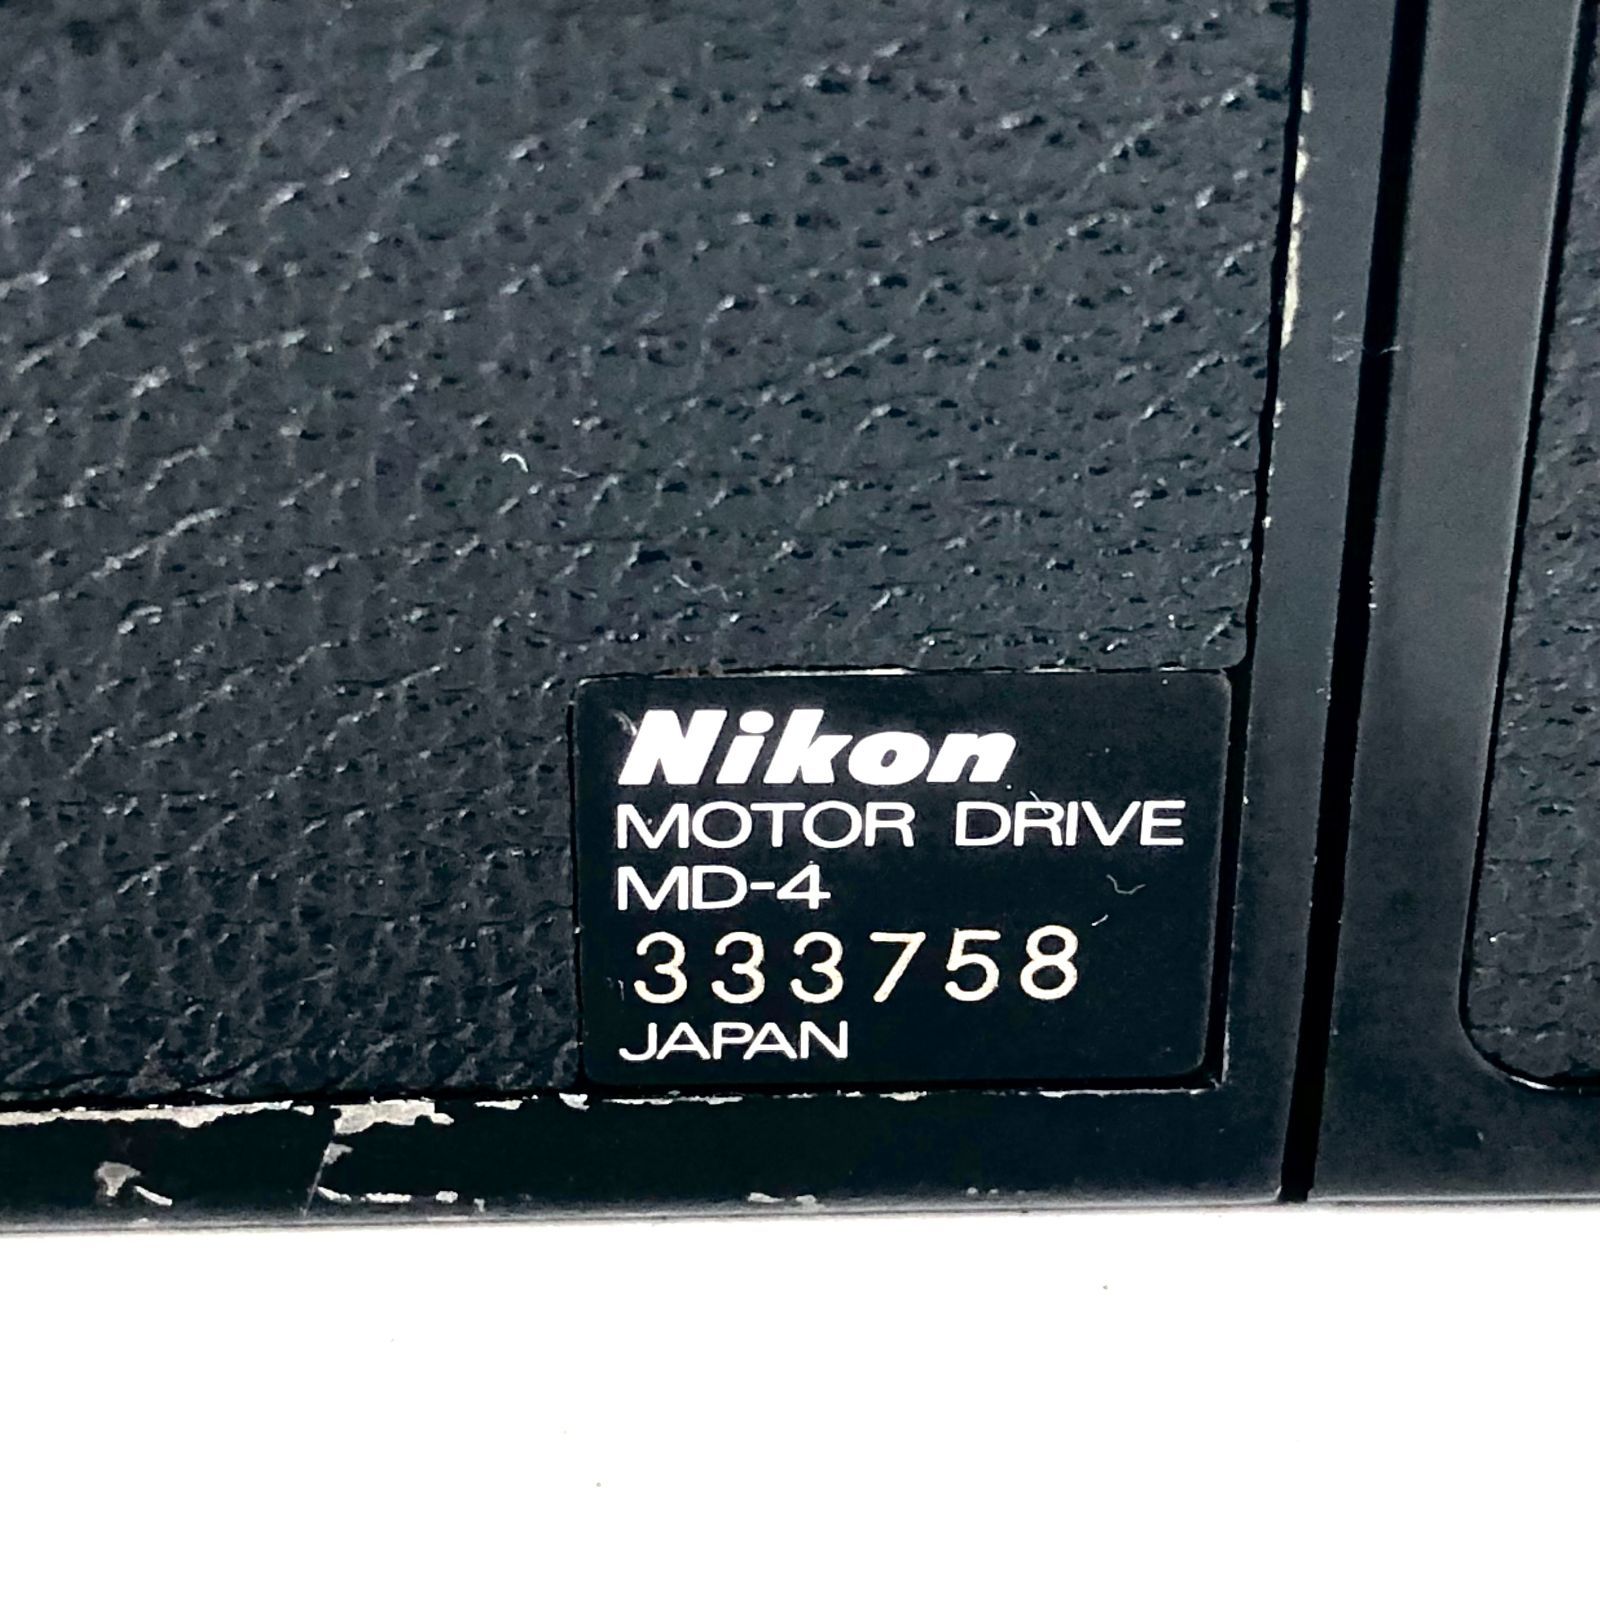 Nikon
MOTOR DRIVE
MD-4
333758
JAPAN